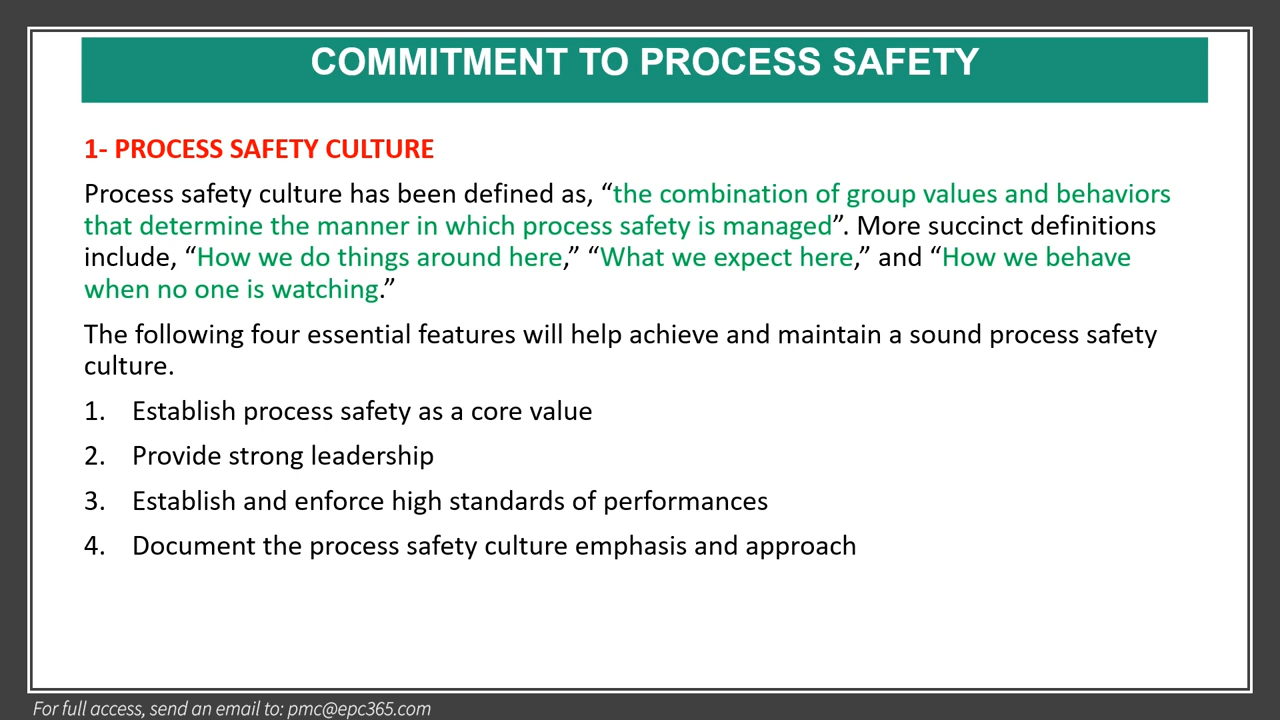 COMMITMENT TO PROCESS SAFETY
1- PROCESS SAFETY CULTURE
Process safety culture has been defined as, “the combination of group values and behaviors
that determine the manner in which process safety is managed”. More succinct definitions
include, “How we do things around here,” “What we expect here,” and “How we behave
when no one is watching.”
The following four essential features will help achieve and maintain a sound process safety
culture.
1. Establish process safety as a core value
2. Provide strong leadership
3. Establish and enforce high standards of performances
4. Document the process safety culture emphasis and approach
For full access, send an email to: pmc@epc365.com